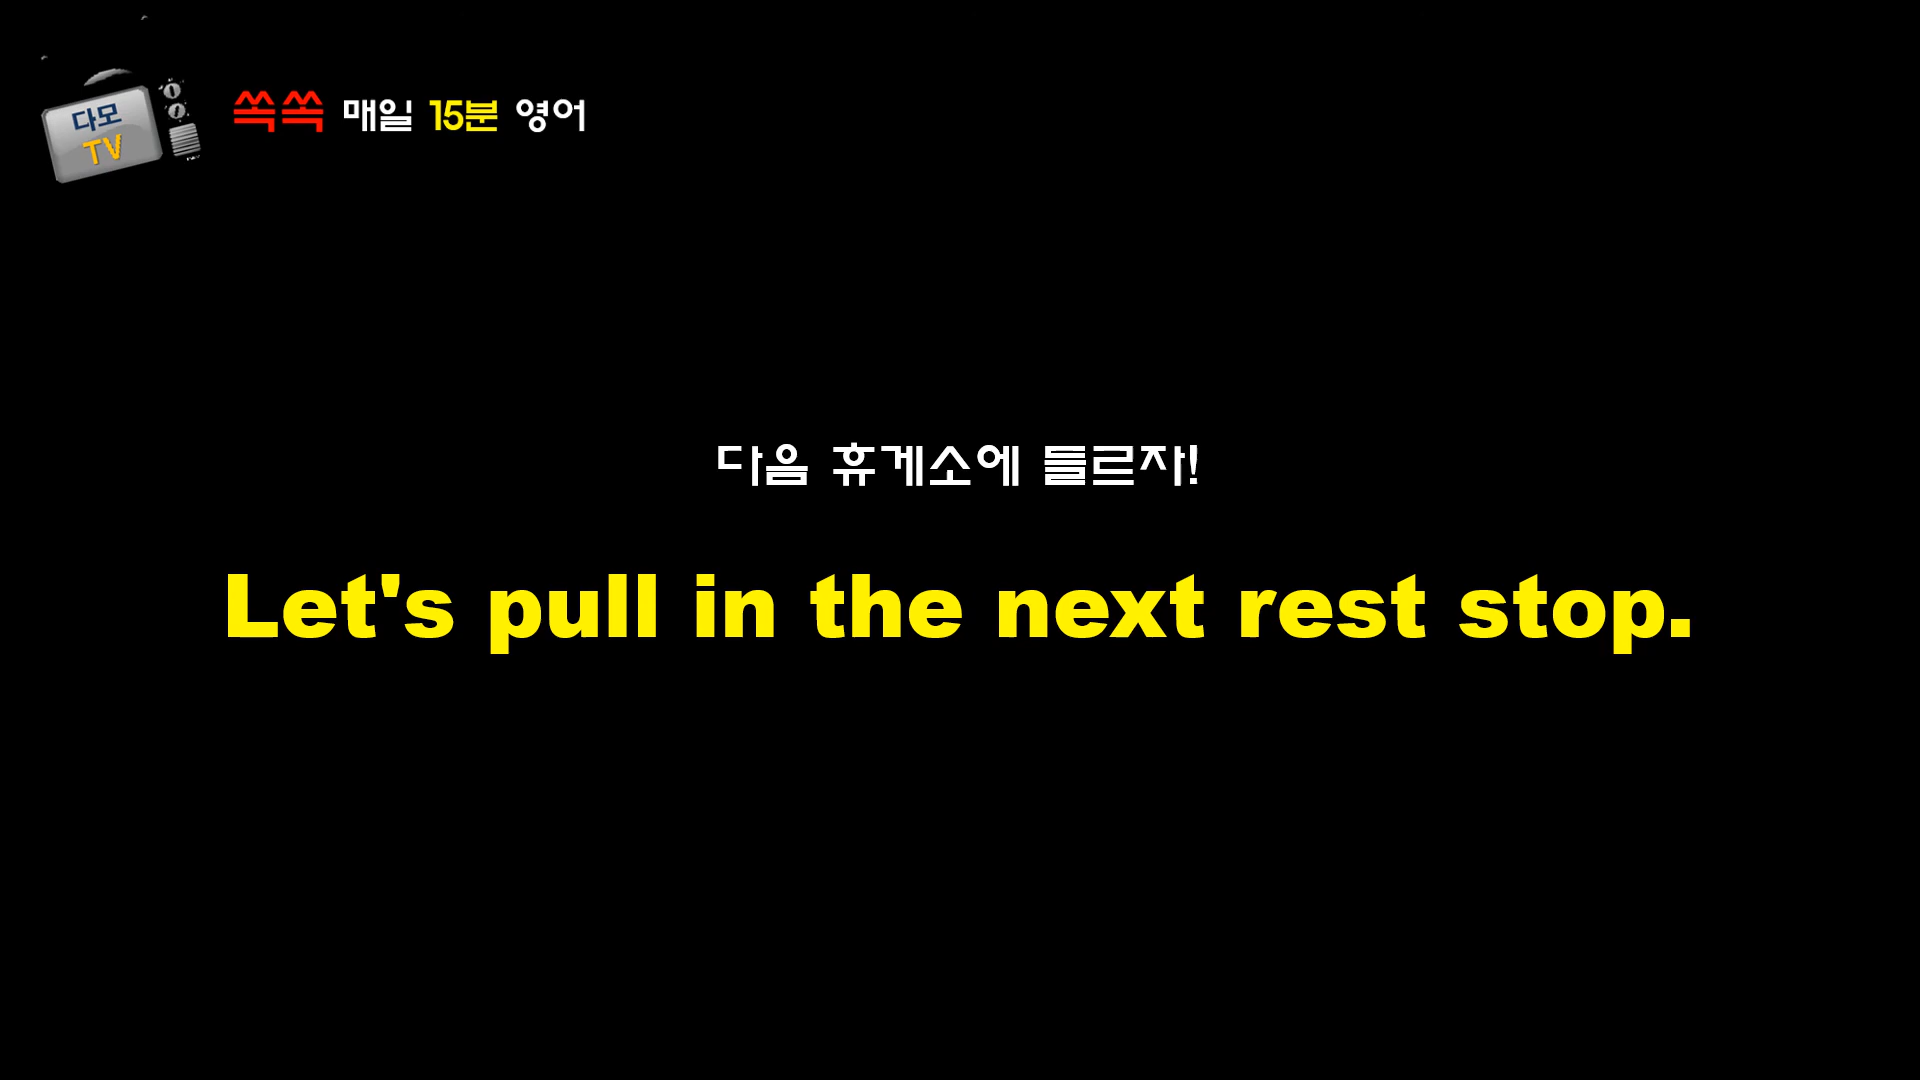 다모
TV
쏙쏙 매일 15분 영어
다음 휴게소에 들르자!
Let's pull in the next rest stop.